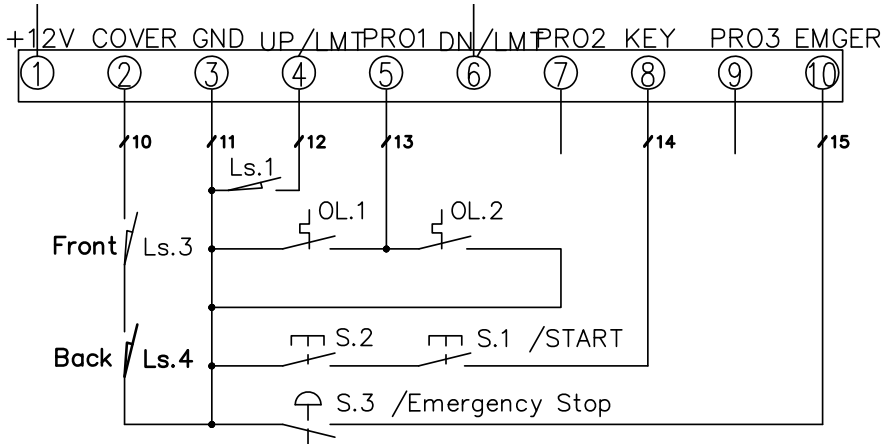 +12V COVER GND UP/LMT PRO1 DN/LMT PRO2 KEY PRO3 EMGER
1 2 3 4 5 6 7 8 9 10
10 11 12 13 14 15
Ls.1
OL.1 OL.2
Front Ls.3
S.2 S.1 /START
Back Ls.4
S.3 /Emergency Stop